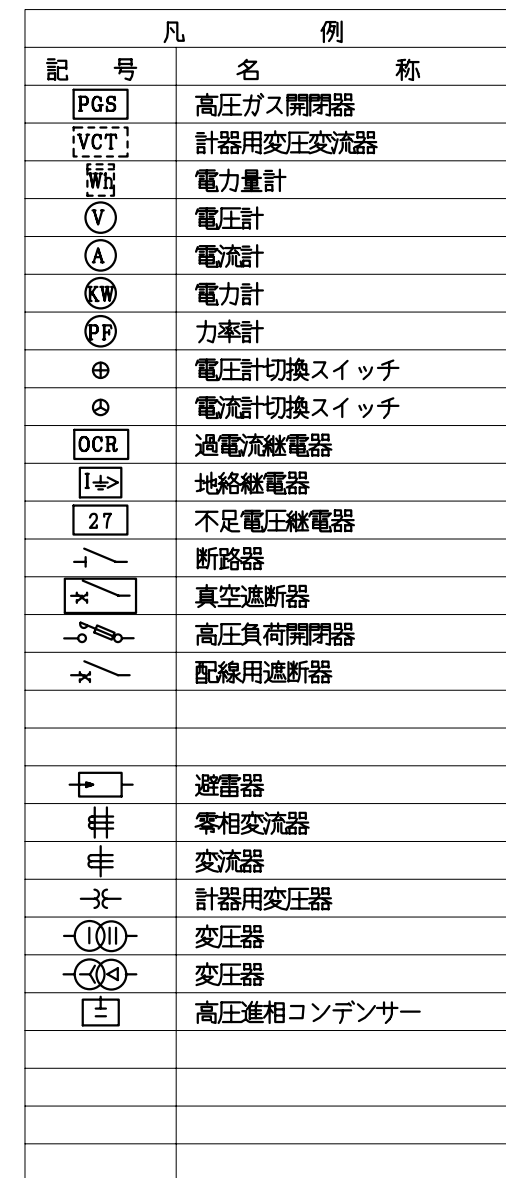 凡 例
記 号 名 称
PGS 高圧ガス開閉器
VCT 計器用変圧変流器
Wh 電力量計
V 電圧計
A 電流計
KW 電力計
PF 力率計
電圧計切換スイッチ
電流計切換スイッチ
OCR 過電流継電器
I⏚> 地絡継電器
27 不足電圧継電器
断路器
真空遮断器
高圧負荷開閉器
配線用遮断器
避雷器
零相変流器
変流器
計器用変圧器
変圧器
変圧器
高圧進相コンデンサー